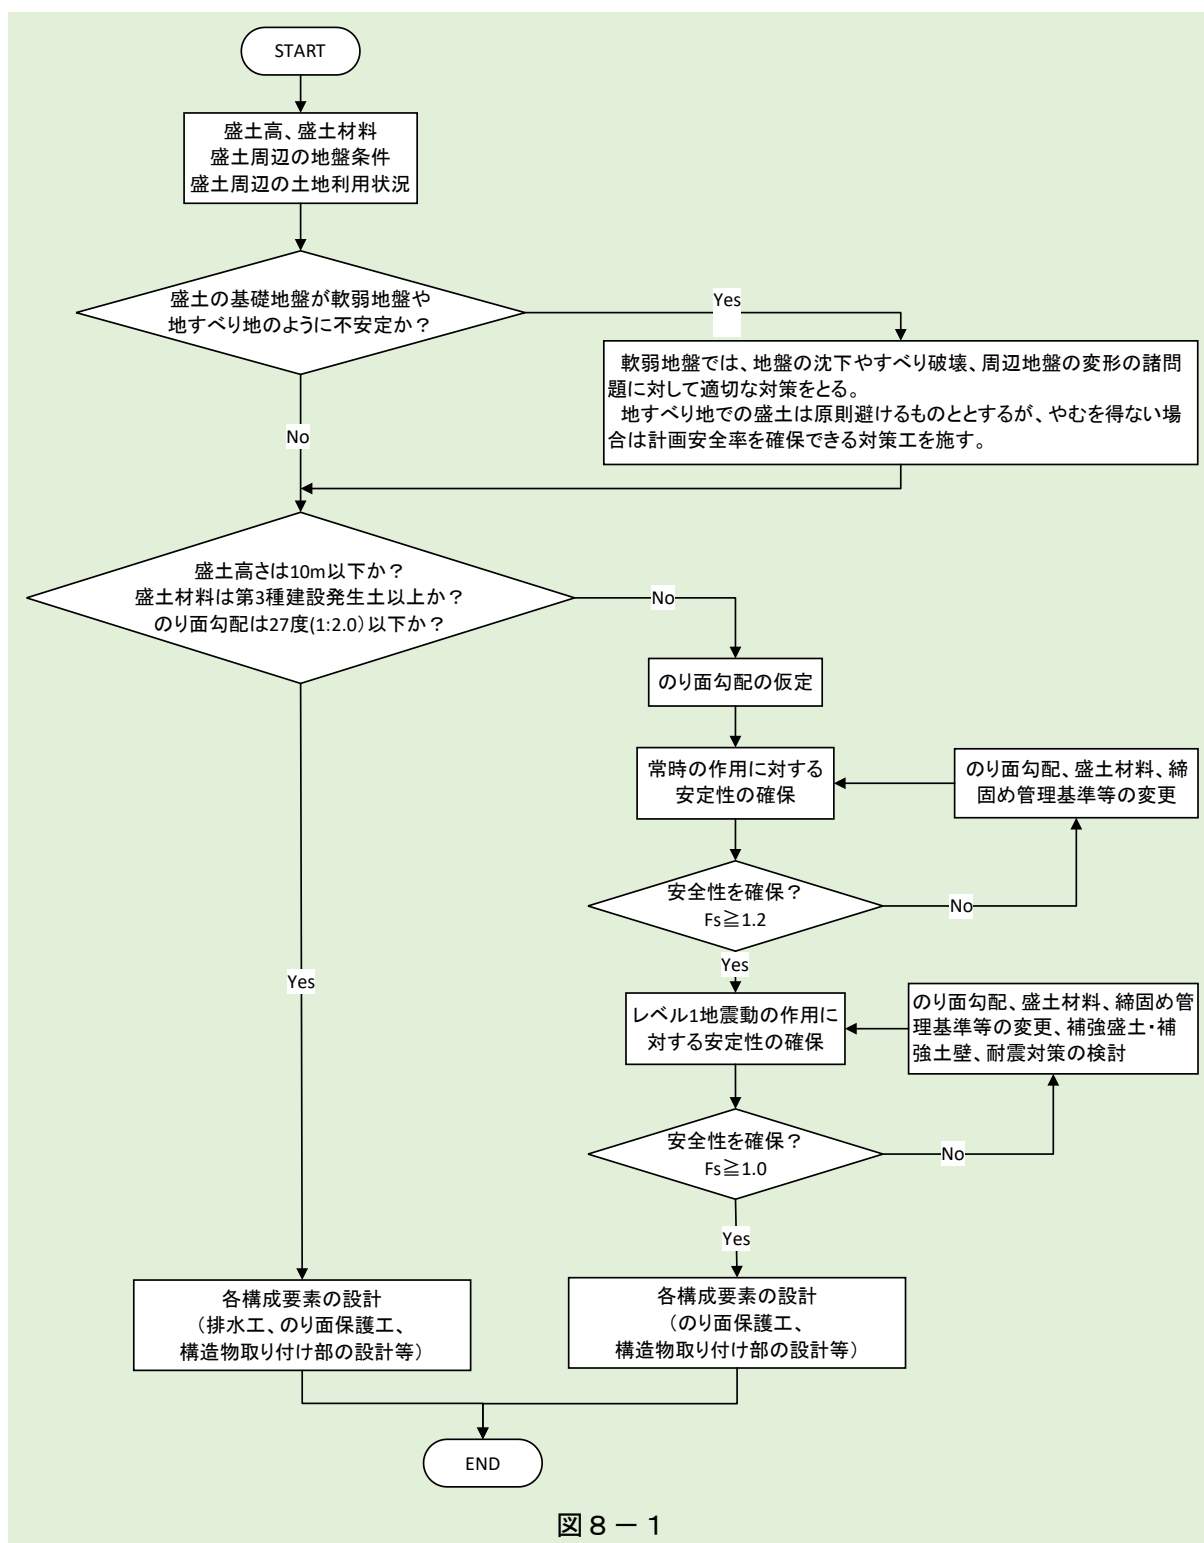 START
盛土高、盛土材料
盛土周辺の地盤条件
盛土周辺の土地利用状況
盛土の基礎地盤が軟弱地盤や
地すべり地のように不安定か？
Yes
軟弱地盤では、地盤の沈下やすべり破壊、周辺地盤の変形の諸問
題に対して適切な対策をとる。
地すべり地での盛土は原則避けるものととするが、やむを得ない場
合は計画安全率を確保できる対策工を施す。
No
盛土高さは10m以下か？
盛土材料は第3種建設発生土以上か？
のり面勾配は27度(1:2.0）以下か？
No
のり面勾配の仮定
常時の作用に対する
安定性の確保
のり面勾配、盛土材料、締
固め管理基準等の変更
安全性を確保？
Fs≧1.2
No
Yes
Yes
レベル1地震動の作用に
対する安定性の確保
のり面勾配、盛土材料、締固め管
理基準等の変更、補強盛土・補
強土壁、耐震対策の検討
安全性を確保？
Fs≧1.0
No
Yes
各構成要素の設計
（排水工、のり面保護工、
構造物取り付け部の設計等）
各構成要素の設計
（のり面保護工、
構造物取り付け部の設計等）
END
図８－１